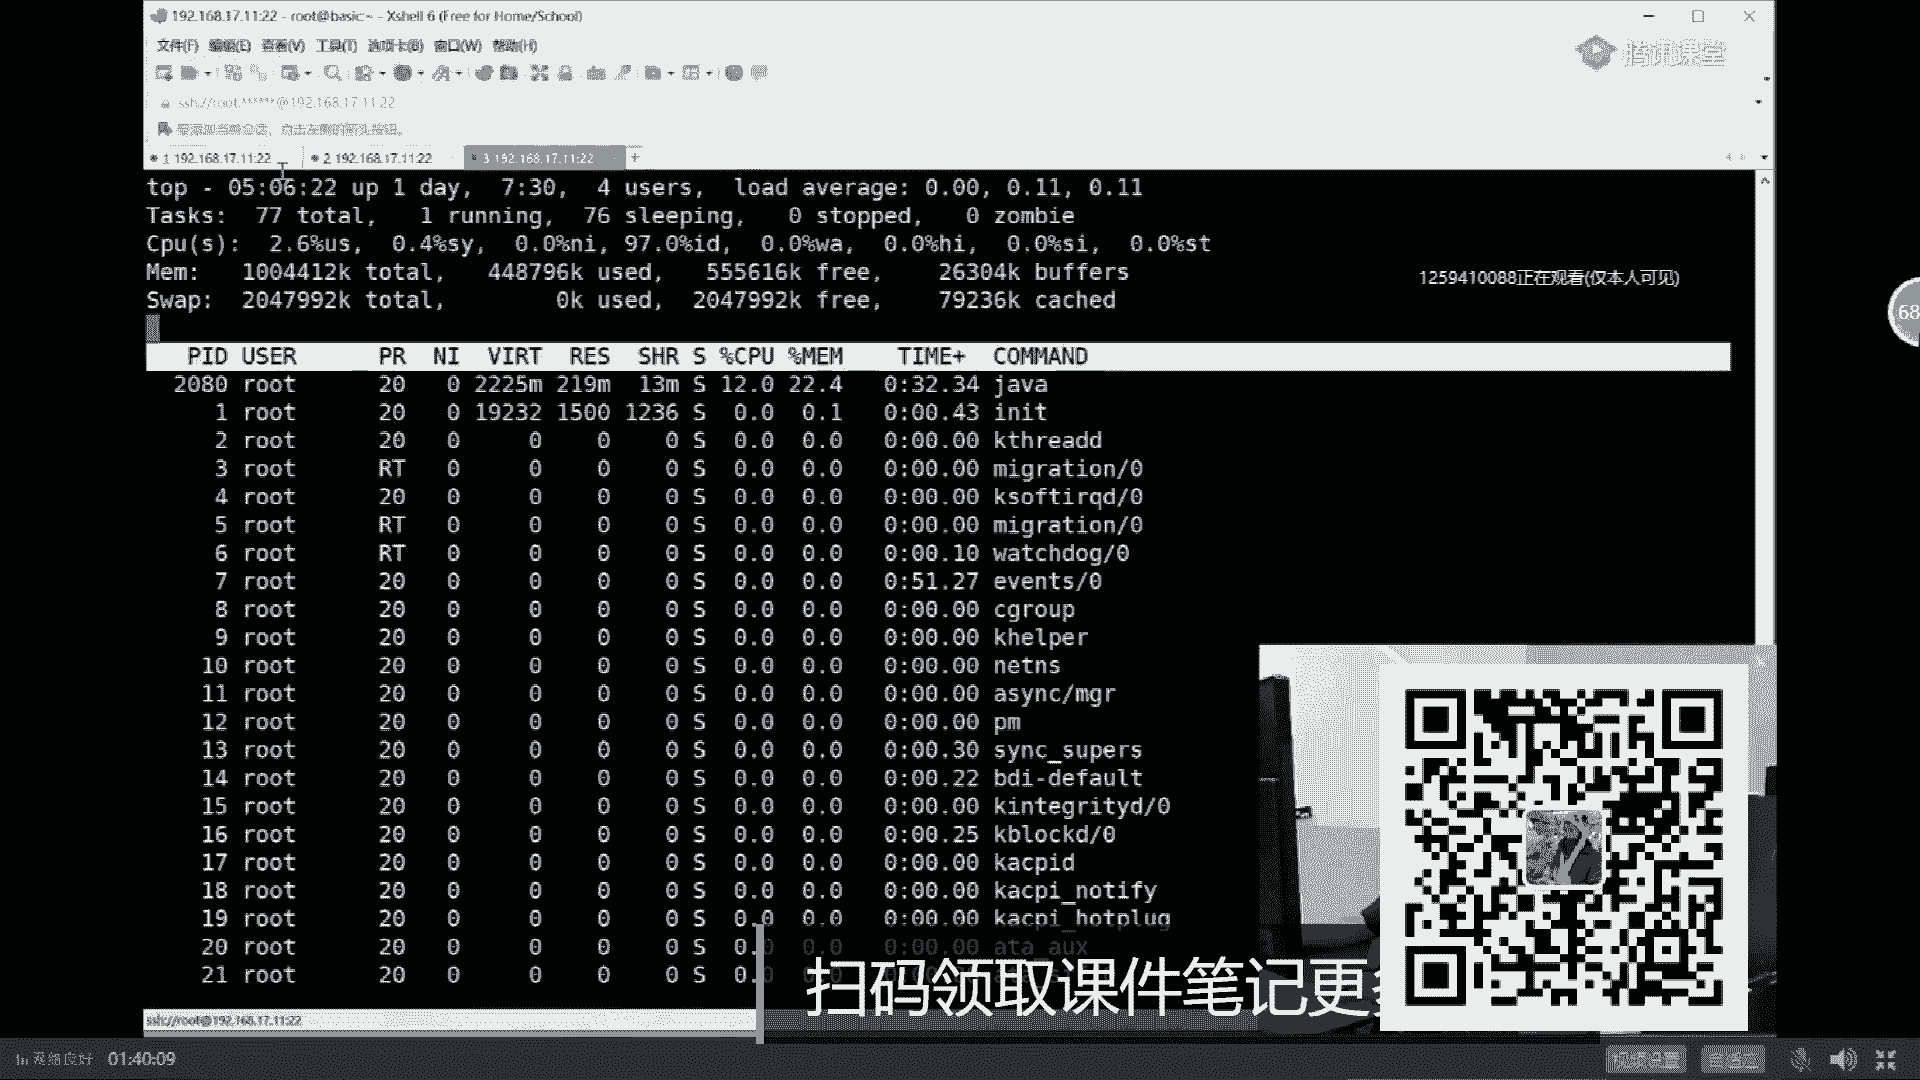 192.168.17.11:22 - root@basic:~ - Xshell 6 (Free for Home/School)
文件(F) 编辑(E) 查看(V) 工具(T) 选项卡(B) 窗口(W) 帮助(H)
腾讯课堂
ssh://root:******@192.168.17.11:22
要添加当前会话，点击左侧的箭头按钮。
1 192.168.17.11:22 2 192.168.17.11:22 3 192.168.17.11:22 +
top - 05:06:22 up 1 day,  7:30,  4 users,  load average: 0.00, 0.11, 0.11
Tasks:  77 total,   1 running,  76 sleeping,   0 stopped,   0 zombie
Cpu(s):  2.6%us,  0.4%sy,  0.0%ni, 97.0%id,  0.0%wa,  0.0%hi,  0.0%si,  0.0%st
Mem:   1004412k total,   448796k used,   555616k free,    26304k buffers
1259410088正在观看(仅本人可见)
Swap:  2047992k total,        0k used,  2047992k free,    79236k cached
68
PID USER PR NI VIRT RES SHR S %CPU %MEM TIME+ COMMAND
2080 root 20 0 2225m 219m 13m S 12.0 22.4 0:32.34 java
1 root 20 0 19232 1500 1236 S 0.0 0.1 0:00.43 init
2 root 20 0 0 0 0 S 0.0 0.0 0:00.00 kthreadd
3 root RT 0 0 0 0 S 0.0 0.0 0:00.00 migration/0
4 root 20 0 0 0 0 S 0.0 0.0 0:00.00 ksoftirqd/0
5 root RT 0 0 0 0 S 0.0 0.0 0:00.00 migration/0
6 root RT 0 0 0 0 S 0.0 0.0 0:00.10 watchdog/0
7 root 20 0 0 0 0 S 0.0 0.0 0:51.27 events/0
8 root 20 0 0 0 0 S 0.0 0.0 0:00.00 cgroup
9 root 20 0 0 0 0 S 0.0 0.0 0:00.00 khelper
10 root 20 0 0 0 0 S 0.0 0.0 0:00.00 netns
11 root 20 0 0 0 0 S 0.0 0.0 0:00.00 async/mgr
12 root 20 0 0 0 0 S 0.0 0.0 0:00.00 pm
13 root 20 0 0 0 0 S 0.0 0.0 0:00.30 sync_supers
14 root 20 0 0 0 0 S 0.0 0.0 0:00.22 bdi-default
15 root 20 0 0 0 0 S 0.0 0.0 0:00.00 kintegrityd/0
16 root 20 0 0 0 0 S 0.0 0.0 0:00.25 kblockd/0
17 root 20 0 0 0 0 S 0.0 0.0 0:00.00 kacpid
18 root 20 0 0 0 0 S 0.0 0.0 0:00.00 kacpi_notify
19 root 20 0 0 0 0 S 0.0 0.0 0:00.00 kacpi_hotplug
20 root 20 0 0 0 0 S 0.0 0.0 0:00.00 ata_aux
21 root 20 0 0 0 0 S 0.0
扫码领取课件笔记更
ssh://root@192.168.17.11:22
网络良好 01:40:09